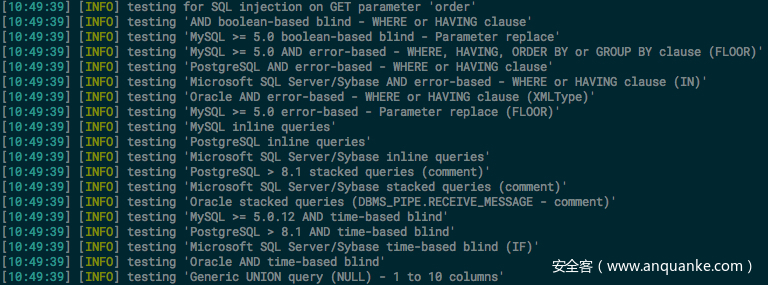 [10:49:39] [INFO] testing for SQL injection on GET parameter 'order'
[10:49:39] [INFO] testing 'AND boolean-based blind - WHERE or HAVING clause'
[10:49:39] [INFO] testing 'MySQL >= 5.0 boolean-based blind - Parameter replace'
[10:49:39] [INFO] testing 'MySQL >= 5.0 AND error-based - WHERE, HAVING, ORDER BY or GROUP BY clause (FLOOR)'
[10:49:39] [INFO] testing 'PostgreSQL AND error-based - WHERE or HAVING clause'
[10:49:39] [INFO] testing 'Microsoft SQL Server/Sybase AND error-based - WHERE or HAVING clause (IN)'
[10:49:39] [INFO] testing 'Oracle AND error-based - WHERE or HAVING clause (XMLType)'
[10:49:39] [INFO] testing 'MySQL >= 5.0 error-based - Parameter replace (FLOOR)'
[10:49:39] [INFO] testing 'MySQL inline queries'
[10:49:39] [INFO] testing 'PostgreSQL inline queries'
[10:49:39] [INFO] testing 'Microsoft SQL Server/Sybase inline queries'
[10:49:39] [INFO] testing 'PostgreSQL > 8.1 stacked queries (comment)'
[10:49:39] [INFO] testing 'Microsoft SQL Server/Sybase stacked queries (comment)'
[10:49:39] [INFO] testing 'Oracle stacked queries (DBMS_PIPE.RECEIVE_MESSAGE - comment)'
[10:49:39] [INFO] testing 'MySQL >= 5.0.12 AND time-based blind'
[10:49:39] [INFO] testing 'PostgreSQL > 8.1 AND time-based blind'
[10:49:39] [INFO] testing 'Microsoft SQL Server/Sybase time-based blind (IF)'
[10:49:39] [INFO] testing 'Oracle AND time-based blind'
[10:49:39] [INFO] testing 'Generic UNION query (NULL) - 1 to 10 columns'
安全客（www.anquanke.com）